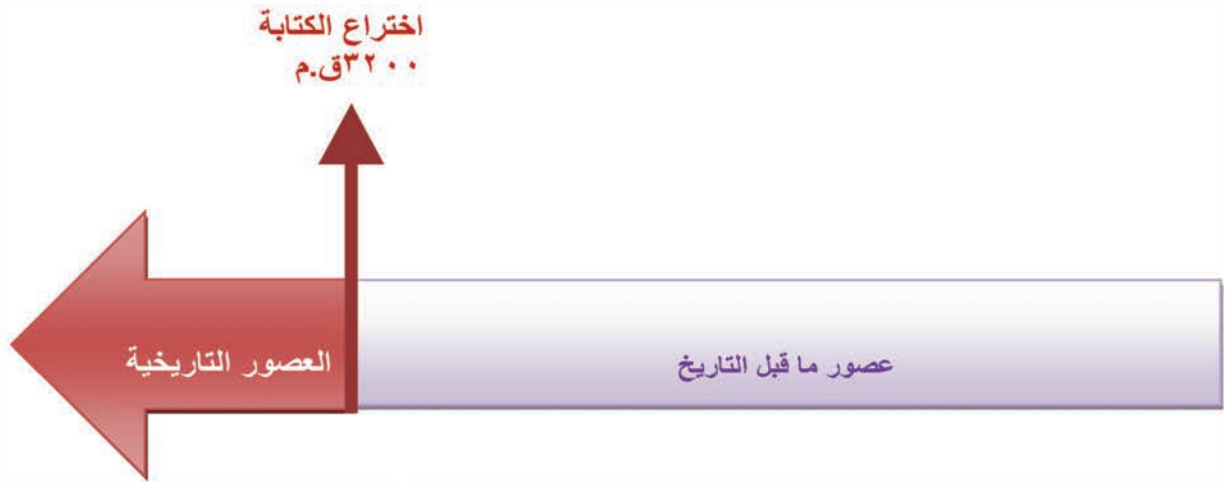 اختراع الكتابة
٣٢٠٠ق.م
عصور ما قبل التاريخ
العصور التاريخية